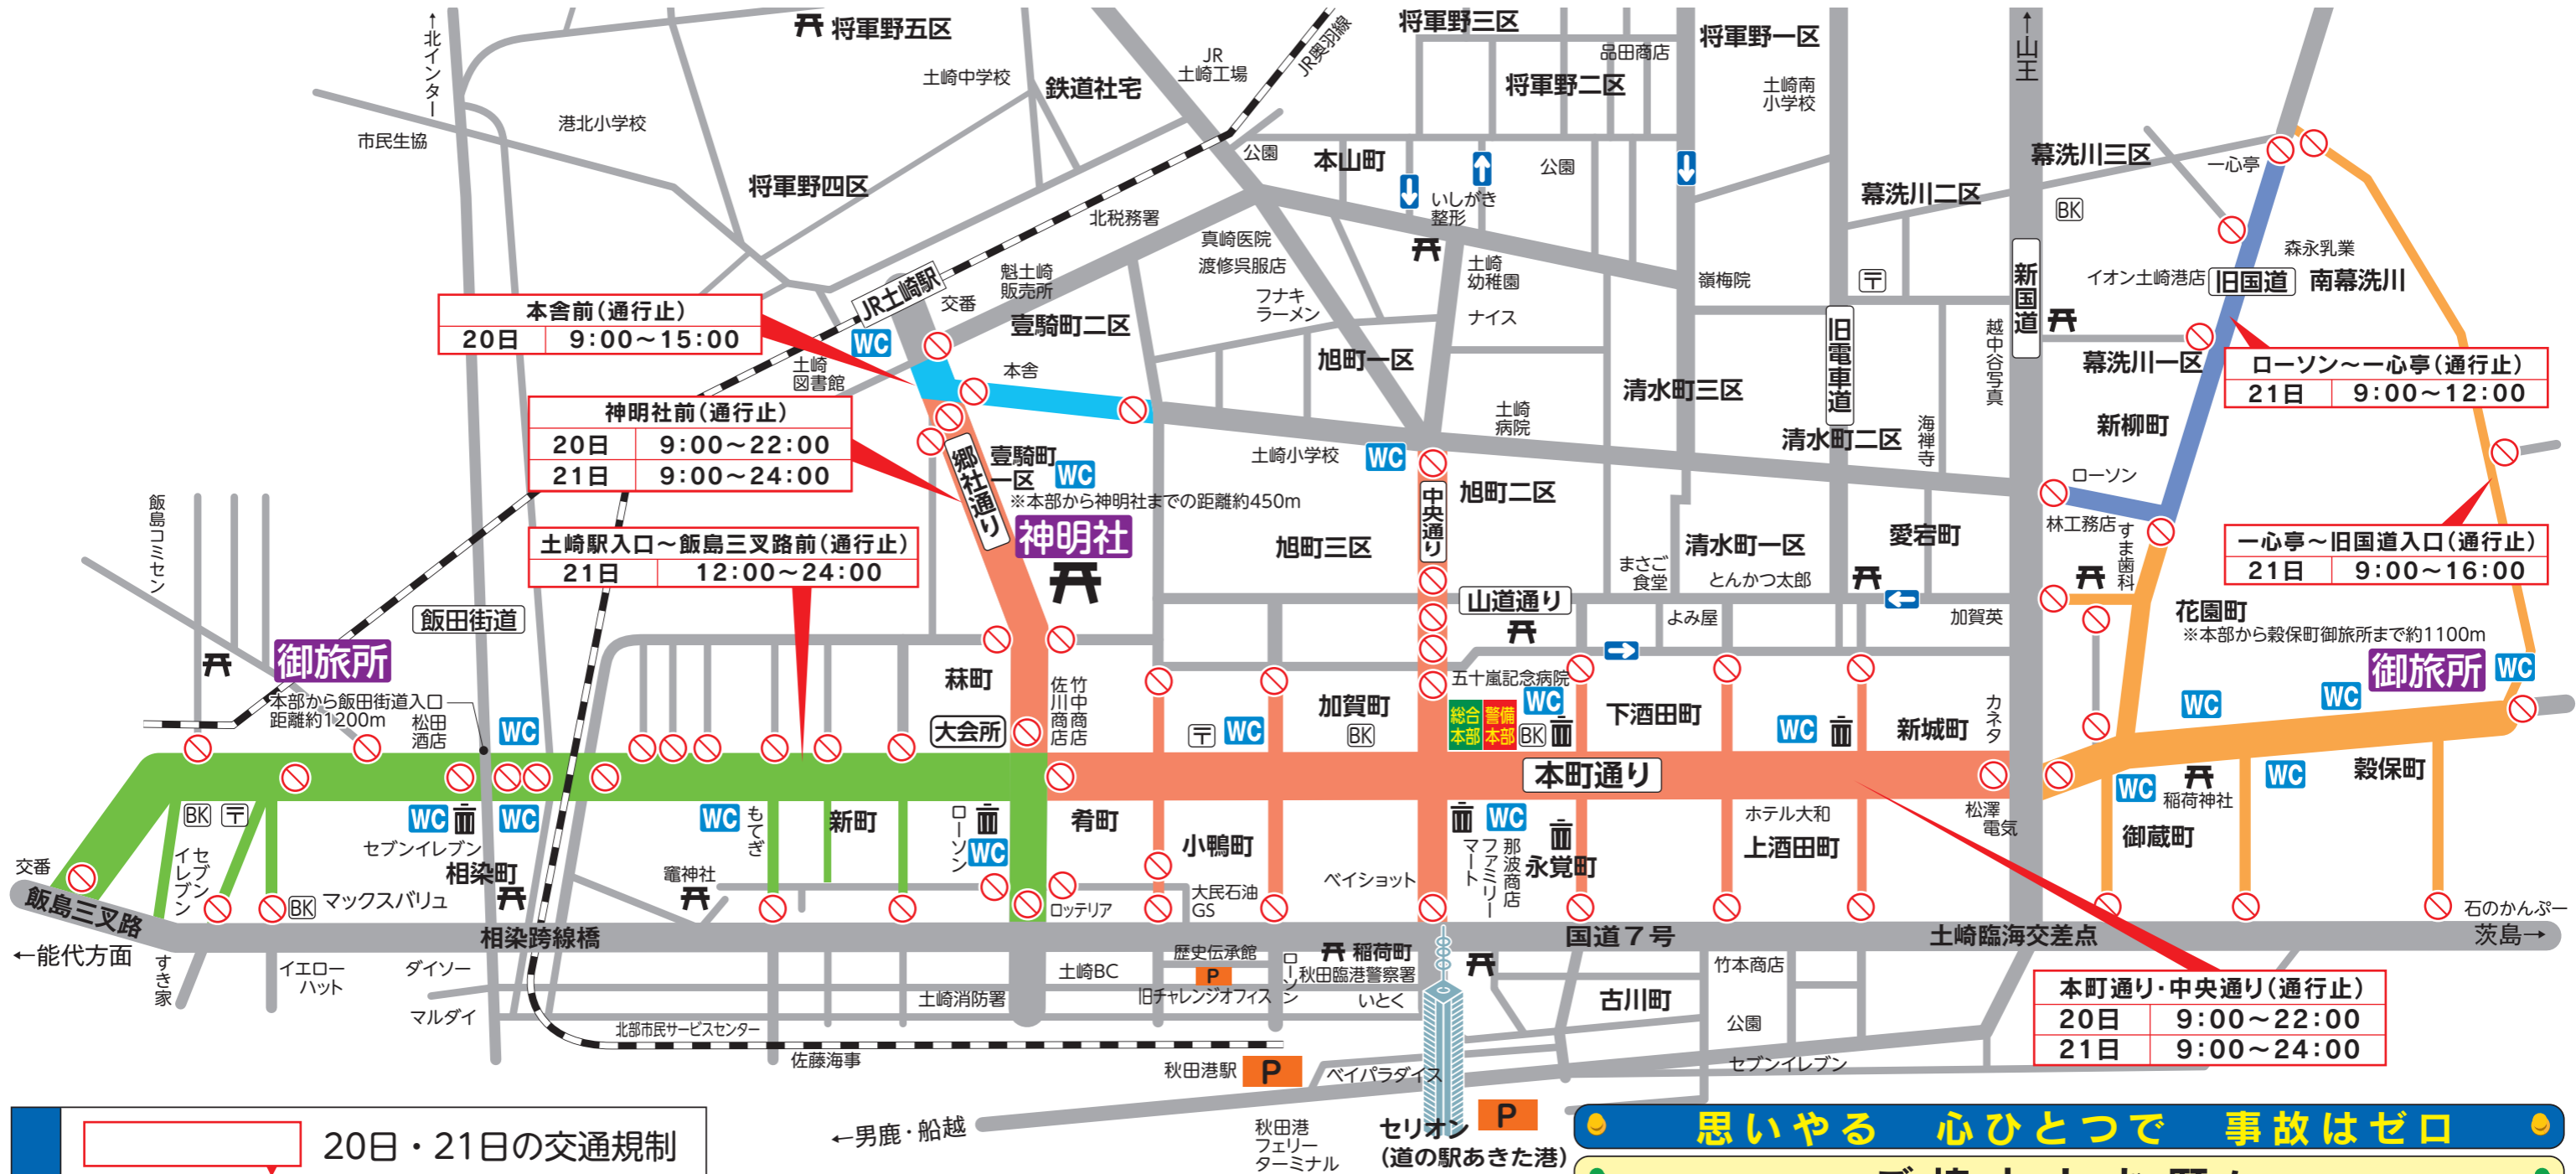 ←北インター
将軍野五区
土崎中学校
鉄道社宅
JR
土崎工場
JR奥羽線
将軍野三区
品田商店
将軍野一区
将軍野二区
土崎南
小学校
↑山王
市民生協
港北小学校
将軍野四区
公園
本山町
いしがき
整形
公園
幕洗川三区
一心亭
幕洗川二区
BK
北税務署
真崎医院
渡修呉服店
フナキ
ラーメン
土崎
幼稚園
ナイス
嶺梅院
〒
新国道
森永乳業
イオン土崎港店
旧国道
南幕洗川
JR土崎駅
交番
魁土崎
販売所
壹騎町二区
WC
土崎
図書館
本舎
旭町一区
清水町三区
旧電車道
越中谷写真
幕洗川一区
本舎前(通行止)
20日 9:00～15:00
ローソン～一心亭(通行止)
21日 9:00～12:00
神明社前(通行止)
20日 9:00～22:00
21日 9:00～24:00
郷社通り
壹騎町
一区
WC
※本部から神明社までの距離約450m
神明社
土崎小学校
WC
土崎
病院
中央通り
旭町二区
清水町二区
海禅寺
新柳町
ローソン
林工務店
すま歯科
一心亭～旧国道入口(通行止)
21日 9:00～16:00
土崎駅入口～飯島三叉路前(通行止)
21日 12:00～24:00
旭町三区
清水町一区
愛宕町
まさご
食堂
とんかつ太郎
飯島コミセン
飯田街道
御旅所
本部から飯田街道入口
距離約1200m
松田
酒店
WC
山道通り
よみ屋
加賀英
花園町
※本部から穀保町御旅所まで約1100m
御旅所
WC
菻町
大会所
佐川商店
竹中商店
〒
WC
加賀町
BK
五十嵐記念病院
総合
本部
警備
本部
WC
BK
下酒田町
WC
新城町
カネタ
WC
WC
本町通り
穀保町
BK
〒
セブン
イレブン
WC
WC
セブンイレブン
相染町
WC
もてぎ
新町
ローソン
WC
肴町
小鴨町
WC
ファミリー
マート
那波商店
永覚町
ホテル大和
上酒田町
松澤
電気
WC
稲荷神社
WC
御蔵町
交番
飯島三叉路
BK
マックスバリュ
竈神社
ロッテリア
大民石油
GS
ベイショット
石のかんぷー
←能代方面
相染跨線橋
国道7号
土崎臨海交差点
茨島→
すき家
イエロー
ハット
ダイソー
マルダイ
土崎消防署
土崎BC
歴史伝承館
P
旧チャレンジオフィス
ローソン
稲荷町
秋田臨港警察署
いとく
竹本商店
古川町
公園
北部市民サービスセンター
佐藤海事
秋田港駅
P
ベイパラダイス
セブンイレブン
本町通り・中央通り(通行止)
20日 9:00～22:00
21日 9:00～24:00
20日・21日の交通規制
←男鹿・船越
秋田港
フェリー
ターミナル
セリオン
(道の駅あきた港)
P
思いやる 心ひとつで 事故はゼロ